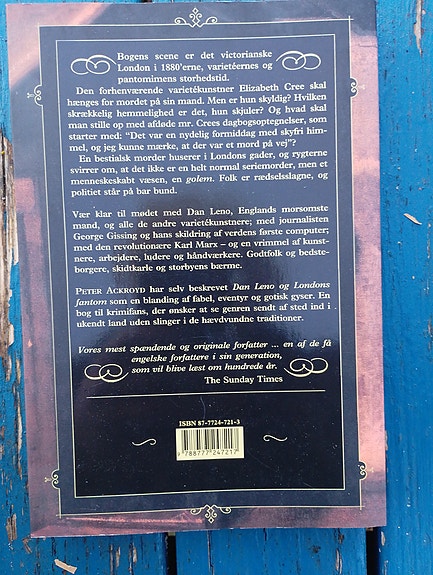 Bogens scene er det victorianske
London i 1880'erne, varietéernes og
pantomimens storhedstid.
Den forhenværende varietékunstner Elizabeth Cree skal
hænges for mordet på sin mand. Men er hun skyldig? Hvilken
skrækkelig hemmelighed er det, hun skjuler? Og hvad skal
man stille op med afdøde mr. Crees dagbogsoptegnelser, som
starter med: "Det var en nydelig formiddag med skyfri him-
mel, og jeg kunne mærke, at der var et mord på vej"?
En bestialsk morder huserer i Londons gader, og rygterne
svirrer om, at det ikke er en helt normal seriemorder, men et
menneskeskabt væsen, en golem. Folk er rædselsslagne, og
politiet står på bar bund.
Vær klar til mødet med Dan Leno, Englands morsomste
mand, og alle de andre varietékunstnere; med journalisten
George Gissing og hans skildring af verdens første computer;
med den revolutionære Karl Marx – og en vrimmel af kunst-
nere, arbejdere, ludere og håndværkere. Godtfolk og bedste-
borgere, skidtkarle og storbyens bærme.
PETER ACKROYD har selv beskrevet Dan Leno og Londons
fantom som en blanding af fabel, eventyr og gotisk gyser. En
bog til krimifans, der ønsker at se genren sendt af sted ind i
ukendt land uden slinger i de hævdvundne traditioner.
Vores mest spændende og originale forfatter ... en af de få
engelske forfattere i sin generation,
som vil blive læst om hundrede år.
The Sunday Times
ISBN 87-7724-721-3
9 788777 247217